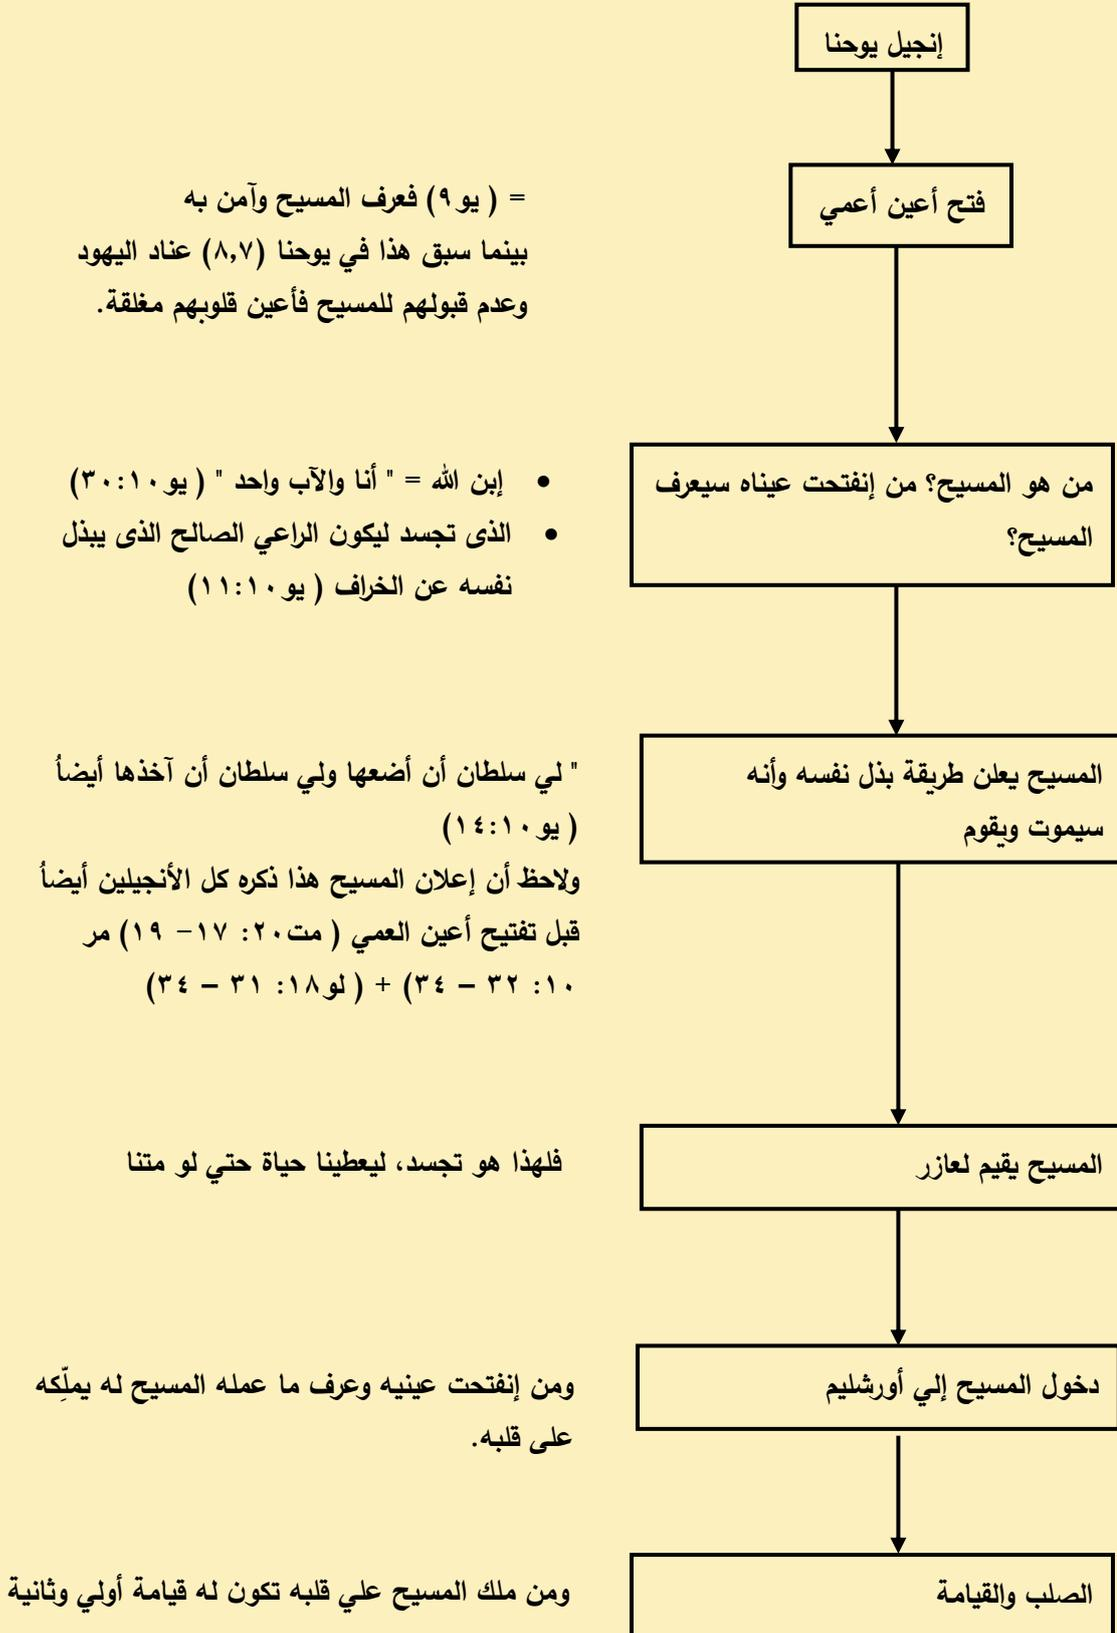 إنجيل يوحنا
فتح أعين أعمي
= ( يو٩) فعرف المسيح وآمن به
بينما سبق هذا في يوحنا (٨,٧) عناد اليهود
وعدم قبولهم للمسيح فأعين قلوبهم مغلقة.
من هو المسيح؟ من إنفتحت عيناه سيعرف
المسيح؟
• إبن الله = " أنا والآب واحد " ( يو١٠:٣٠)
• الذى تجسد ليكون الراعي الصالح الذى يبذل
نفسه عن الخراف ( يو١٠:١١)
المسيح يعلن طريقة بذل نفسه وأنه
سيموت ويقوم
" لي سلطان أن أضعها ولي سلطان أن آخذها أيضاُ
( يو١٠:١٤)
ولاحظ أن إعلان المسيح هذا ذكره كل الأنجيلين أيضاُ
قبل تفتيح أعين العمي ( مت٢٠: ١٧– ١٩) مر
١٠: ٣٢ – ٣٤) + ( لو١٨: ٣١ – ٣٤)
المسيح يقيم لعازر
فلهذا هو تجسد، ليعطينا حياة حتي لو متنا
دخول المسيح إلي أورشليم
ومن إنفتحت عينيه وعرف ما عمله المسيح له يملّكه
على قلبه.
الصلب والقيامة
ومن ملك المسيح علي قلبه تكون له قيامة أولي وثانية